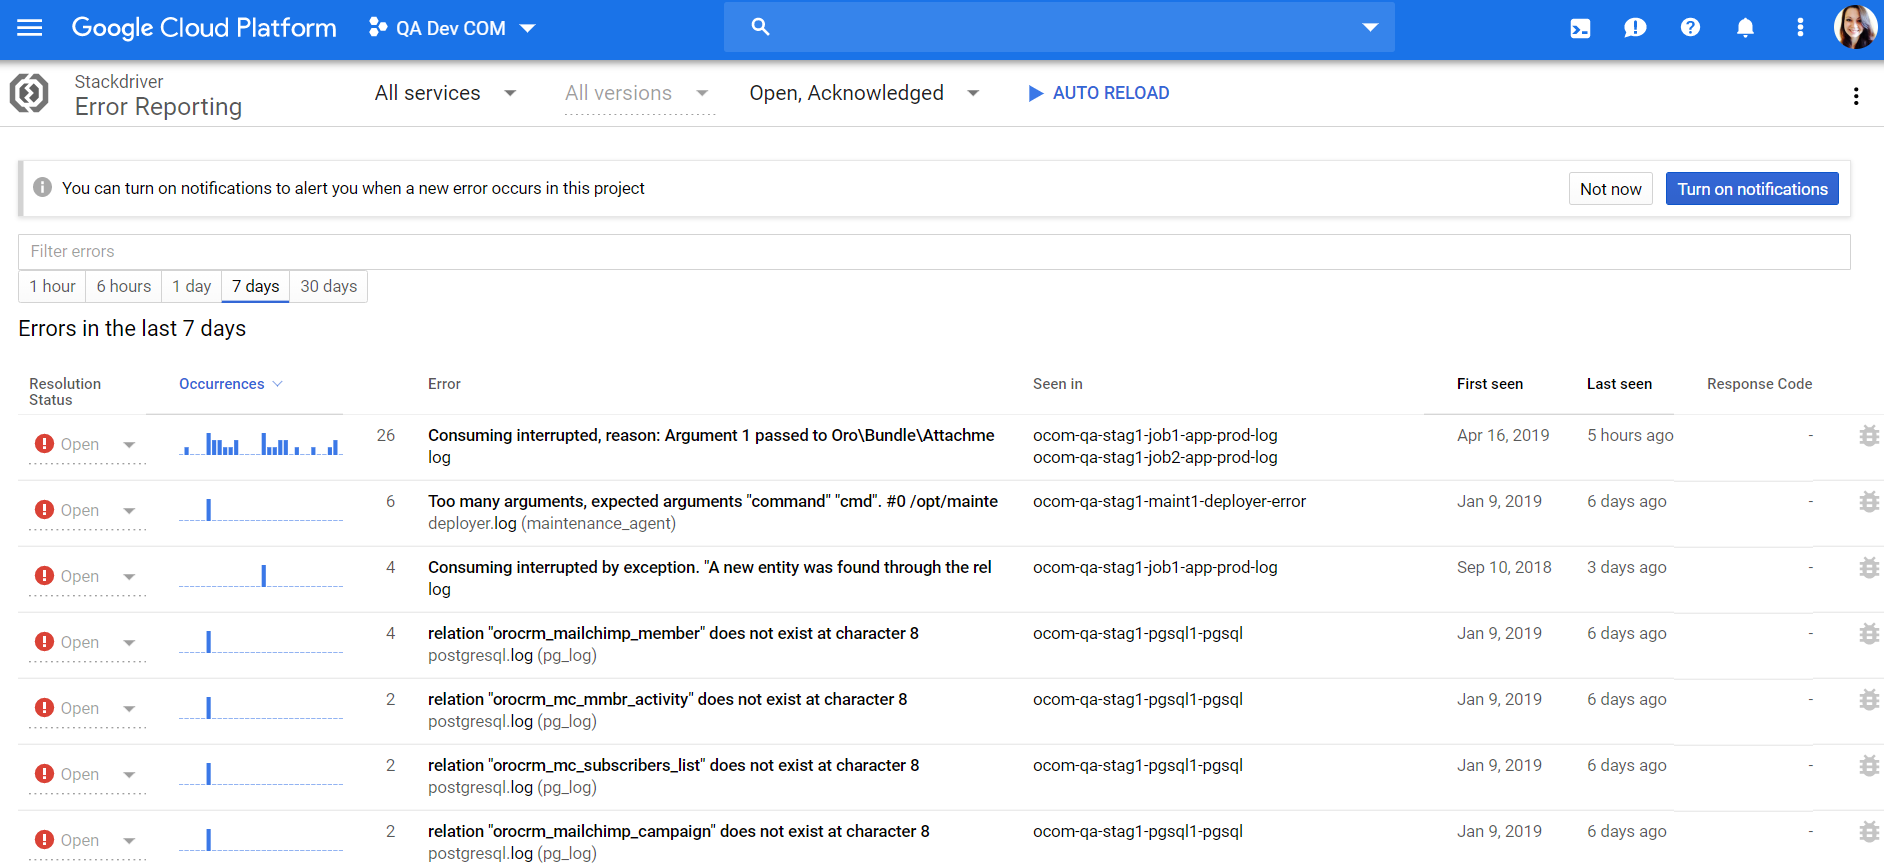 Google Cloud Platform
QA Dev COM
Stackdriver
Error Reporting
All services
All versions
Open, Acknowledged
AUTO RELOAD
You can turn on notifications to alert you when a new error occurs in this project
Not now
Turn on notifications
Filter errors
1 hour
6 hours
1 day
7 days
30 days
Errors in the last 7 days
Resolution
Status
Occurrences
Error
Seen in
First seen
Last seen
Response Code
Open
26
Consuming interrupted, reason: Argument 1 passed to Oro\Bundle\Attachme
log
ocom-qa-stag1-job1-app-prod-log
ocom-qa-stag1-job2-app-prod-log
Apr 16, 2019
5 hours ago
-
Open
6
Too many arguments, expected arguments "command" "cmd". #0 /opt/mainte
deployer.log (maintenance_agent)
ocom-qa-stag1-maint1-deployer-error
Jan 9, 2019
6 days ago
-
Open
4
Consuming interrupted by exception. "A new entity was found through the rel
log
ocom-qa-stag1-job1-app-prod-log
Sep 10, 2018
3 days ago
-
Open
4
relation "orocrm_mailchimp_member" does not exist at character 8
postgresql.log (pg_log)
ocom-qa-stag1-pgsql1-pgsql
Jan 9, 2019
6 days ago
-
Open
2
relation "orocrm_mc_mmbr_activity" does not exist at character 8
postgresql.log (pg_log)
ocom-qa-stag1-pgsql1-pgsql
Jan 9, 2019
6 days ago
-
Open
2
relation "orocrm_mc_subscribers_list" does not exist at character 8
postgresql.log (pg_log)
ocom-qa-stag1-pgsql1-pgsql
Jan 9, 2019
6 days ago
-
Open
2
relation "orocrm_mailchimp_campaign" does not exist at character 8
postgresql.log (pg_log)
ocom-qa-stag1-pgsql1-pgsql
Jan 9, 2019
6 days ago
-